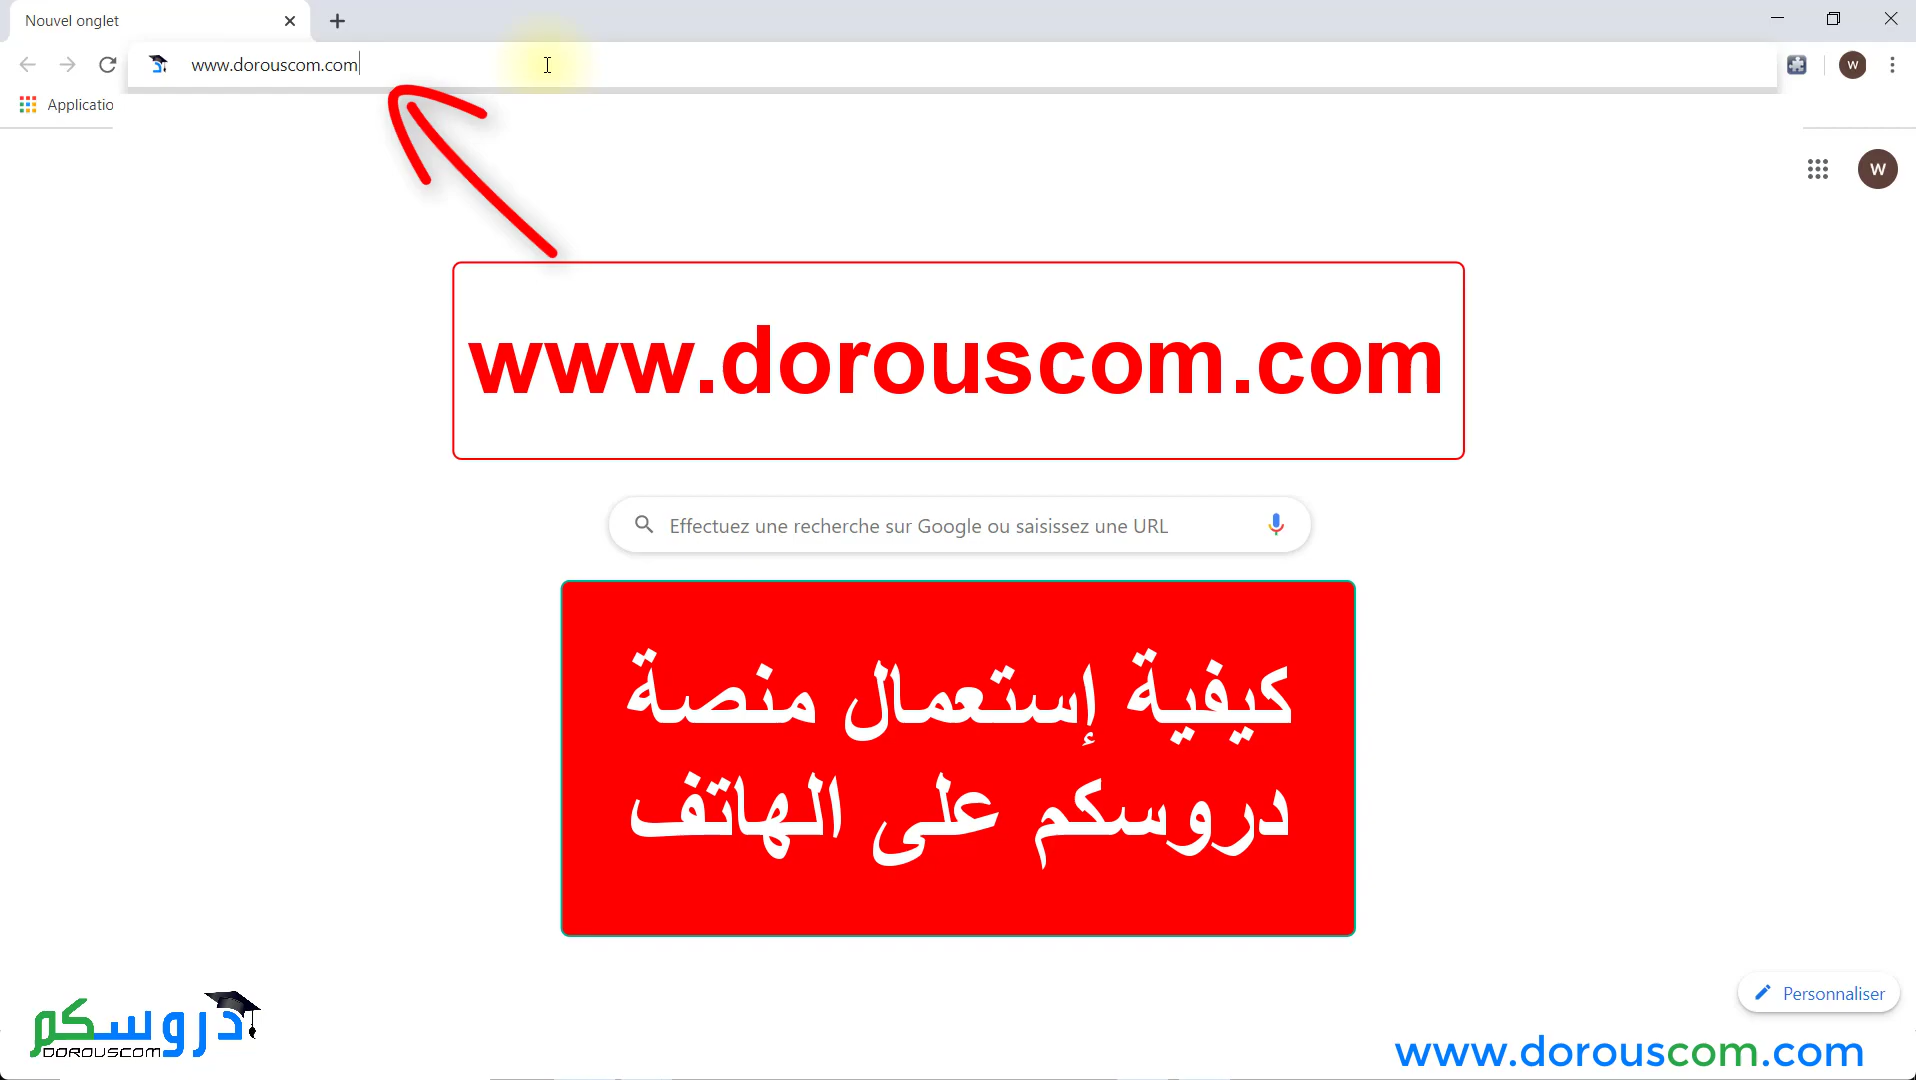 Nouvel onglet
www.dorouscom.com
W
Applicatio
W
www.dorouscom.com
Effectuez une recherche sur Google ou saisissez une URL
كيفية إستعمال منصة
دروسكم على الهاتف
Personnaliser
دروسكم
DOROUSCOM
www.dorouscom.com